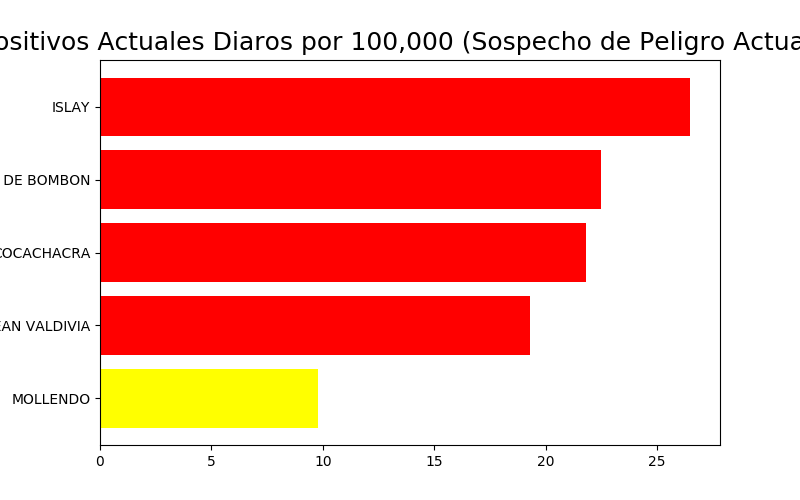 ositivos Actuales Diaros por 100,000 (Sospecho de Peligro Actua
ISLAY
DE BOMBON
COCACHACRA
EAN VALDIVIA
MOLLENDO
0 5 10 15 20 25